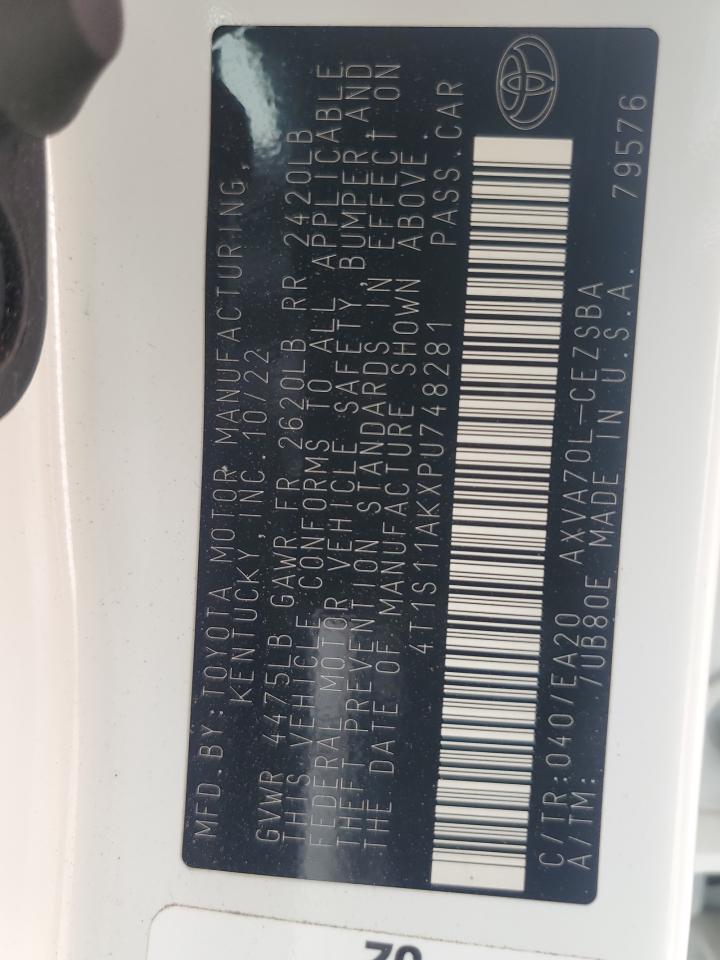 MFD.BY:TOYOTA MOTOR MANUFACTURING,
KENTUCKY,INC.10/22
GVWR 4475LB GAWR FR 2620LB RR 2420LB
THIS VEHICLE CONFORMS TO ALL APPLICABLE
FEDERAL MOTOR VEHICLE SAFETY,BUMPER,AND
THEFT PREVENTION STANDARDS IN EFFECT ON
THE DATE OF MANUFACTURE SHOWN ABOVE.
4T1S11AKXPU748281 PASS.CAR
C/TR:040/EA20 AXVA70L-CEZSBA
A/TM: /UB80E MADE IN U.S.A. 79576
70